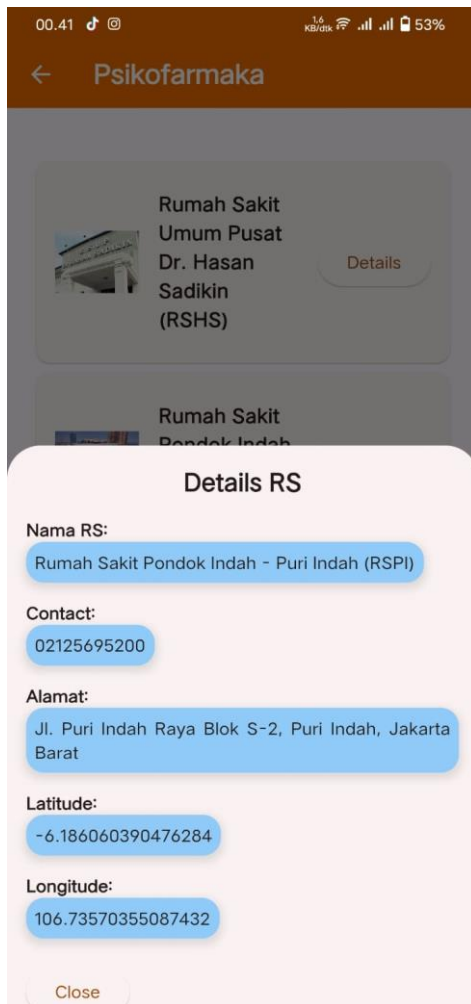 00.41
1,6
KB/dtk
53%
Psikofarmaka
Rumah Sakit
Umum Pusat
Dr. Hasan
Sadikin
(RSHS)
Details
Rumah Sakit
Pondok Indah
Details RS
Nama RS:
Rumah Sakit Pondok Indah - Puri Indah (RSPI)
Contact:
02125695200
Alamat:
Jl. Puri Indah Raya Blok S-2, Puri Indah, Jakarta
Barat
Latitude:
-6.186060390476284
Longitude:
106.73570355087432
Close